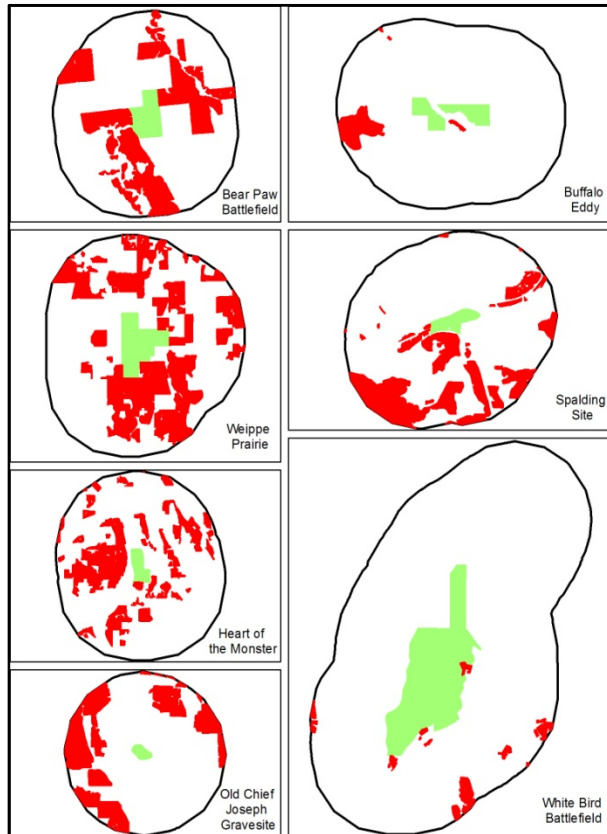 Bear Paw
Battlefield
Buffalo
Eddy
Weippe
Prairie
Spalding
Site
Heart of
the Monster
Old Chief
Joseph
Gravesite
White Bird
Battlefield